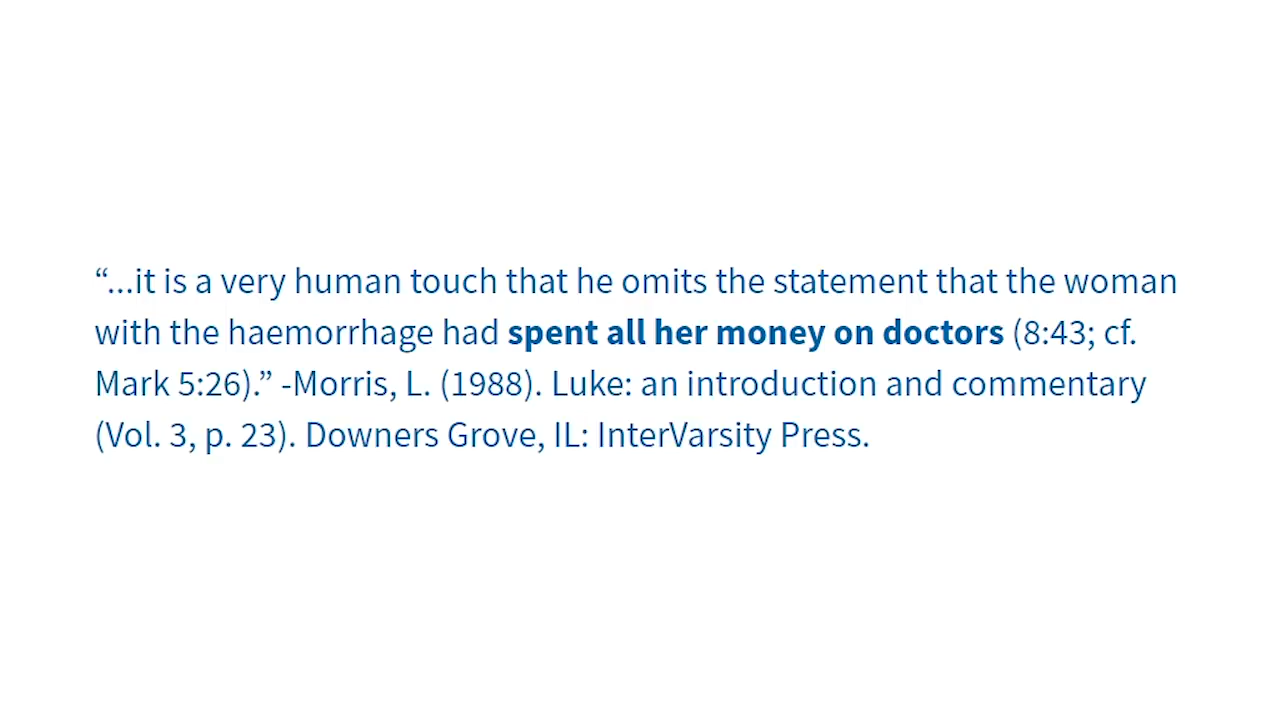 “...it is a very human touch that he omits the statement that the woman
with the haemorrhage had spent all her money on doctors (8:43; cf.
Mark 5:26).” -Morris, L. (1988). Luke: an introduction and commentary
(Vol. 3, p. 23). Downers Grove, IL: InterVarsity Press.